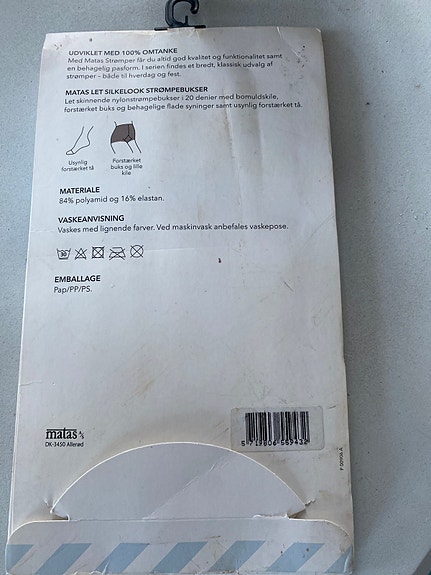 UDVIKLET MED 100% OMTANKE
Med Matas Strømper får du altid god kvalitet og funktionalitet samt
en behagelig pasform. I serien findes et bredt, klassisk udvalg af
strømper – både til hverdag og fest.
MATAS LET SILKELOOK STRØMPEBUKSER
Let skinnende nylonstrømpebukser i 20 denier med bomuldskile,
forstærket buks og behagelige flade syninger samt usynlig forstærket tå.
Usynlig
forstærket tå
Forstærket
buks og lille
kile
MATERIALE
84% polyamid og 16% elastan.
VASKEANVISNING
Vaskes med lignende farver. Ved maskinvask anbefales vaskepose.
30
EMBALLAGE
Pap/PP/PS.
matas A/S
DK-3450 Allerød
5 719806 569432